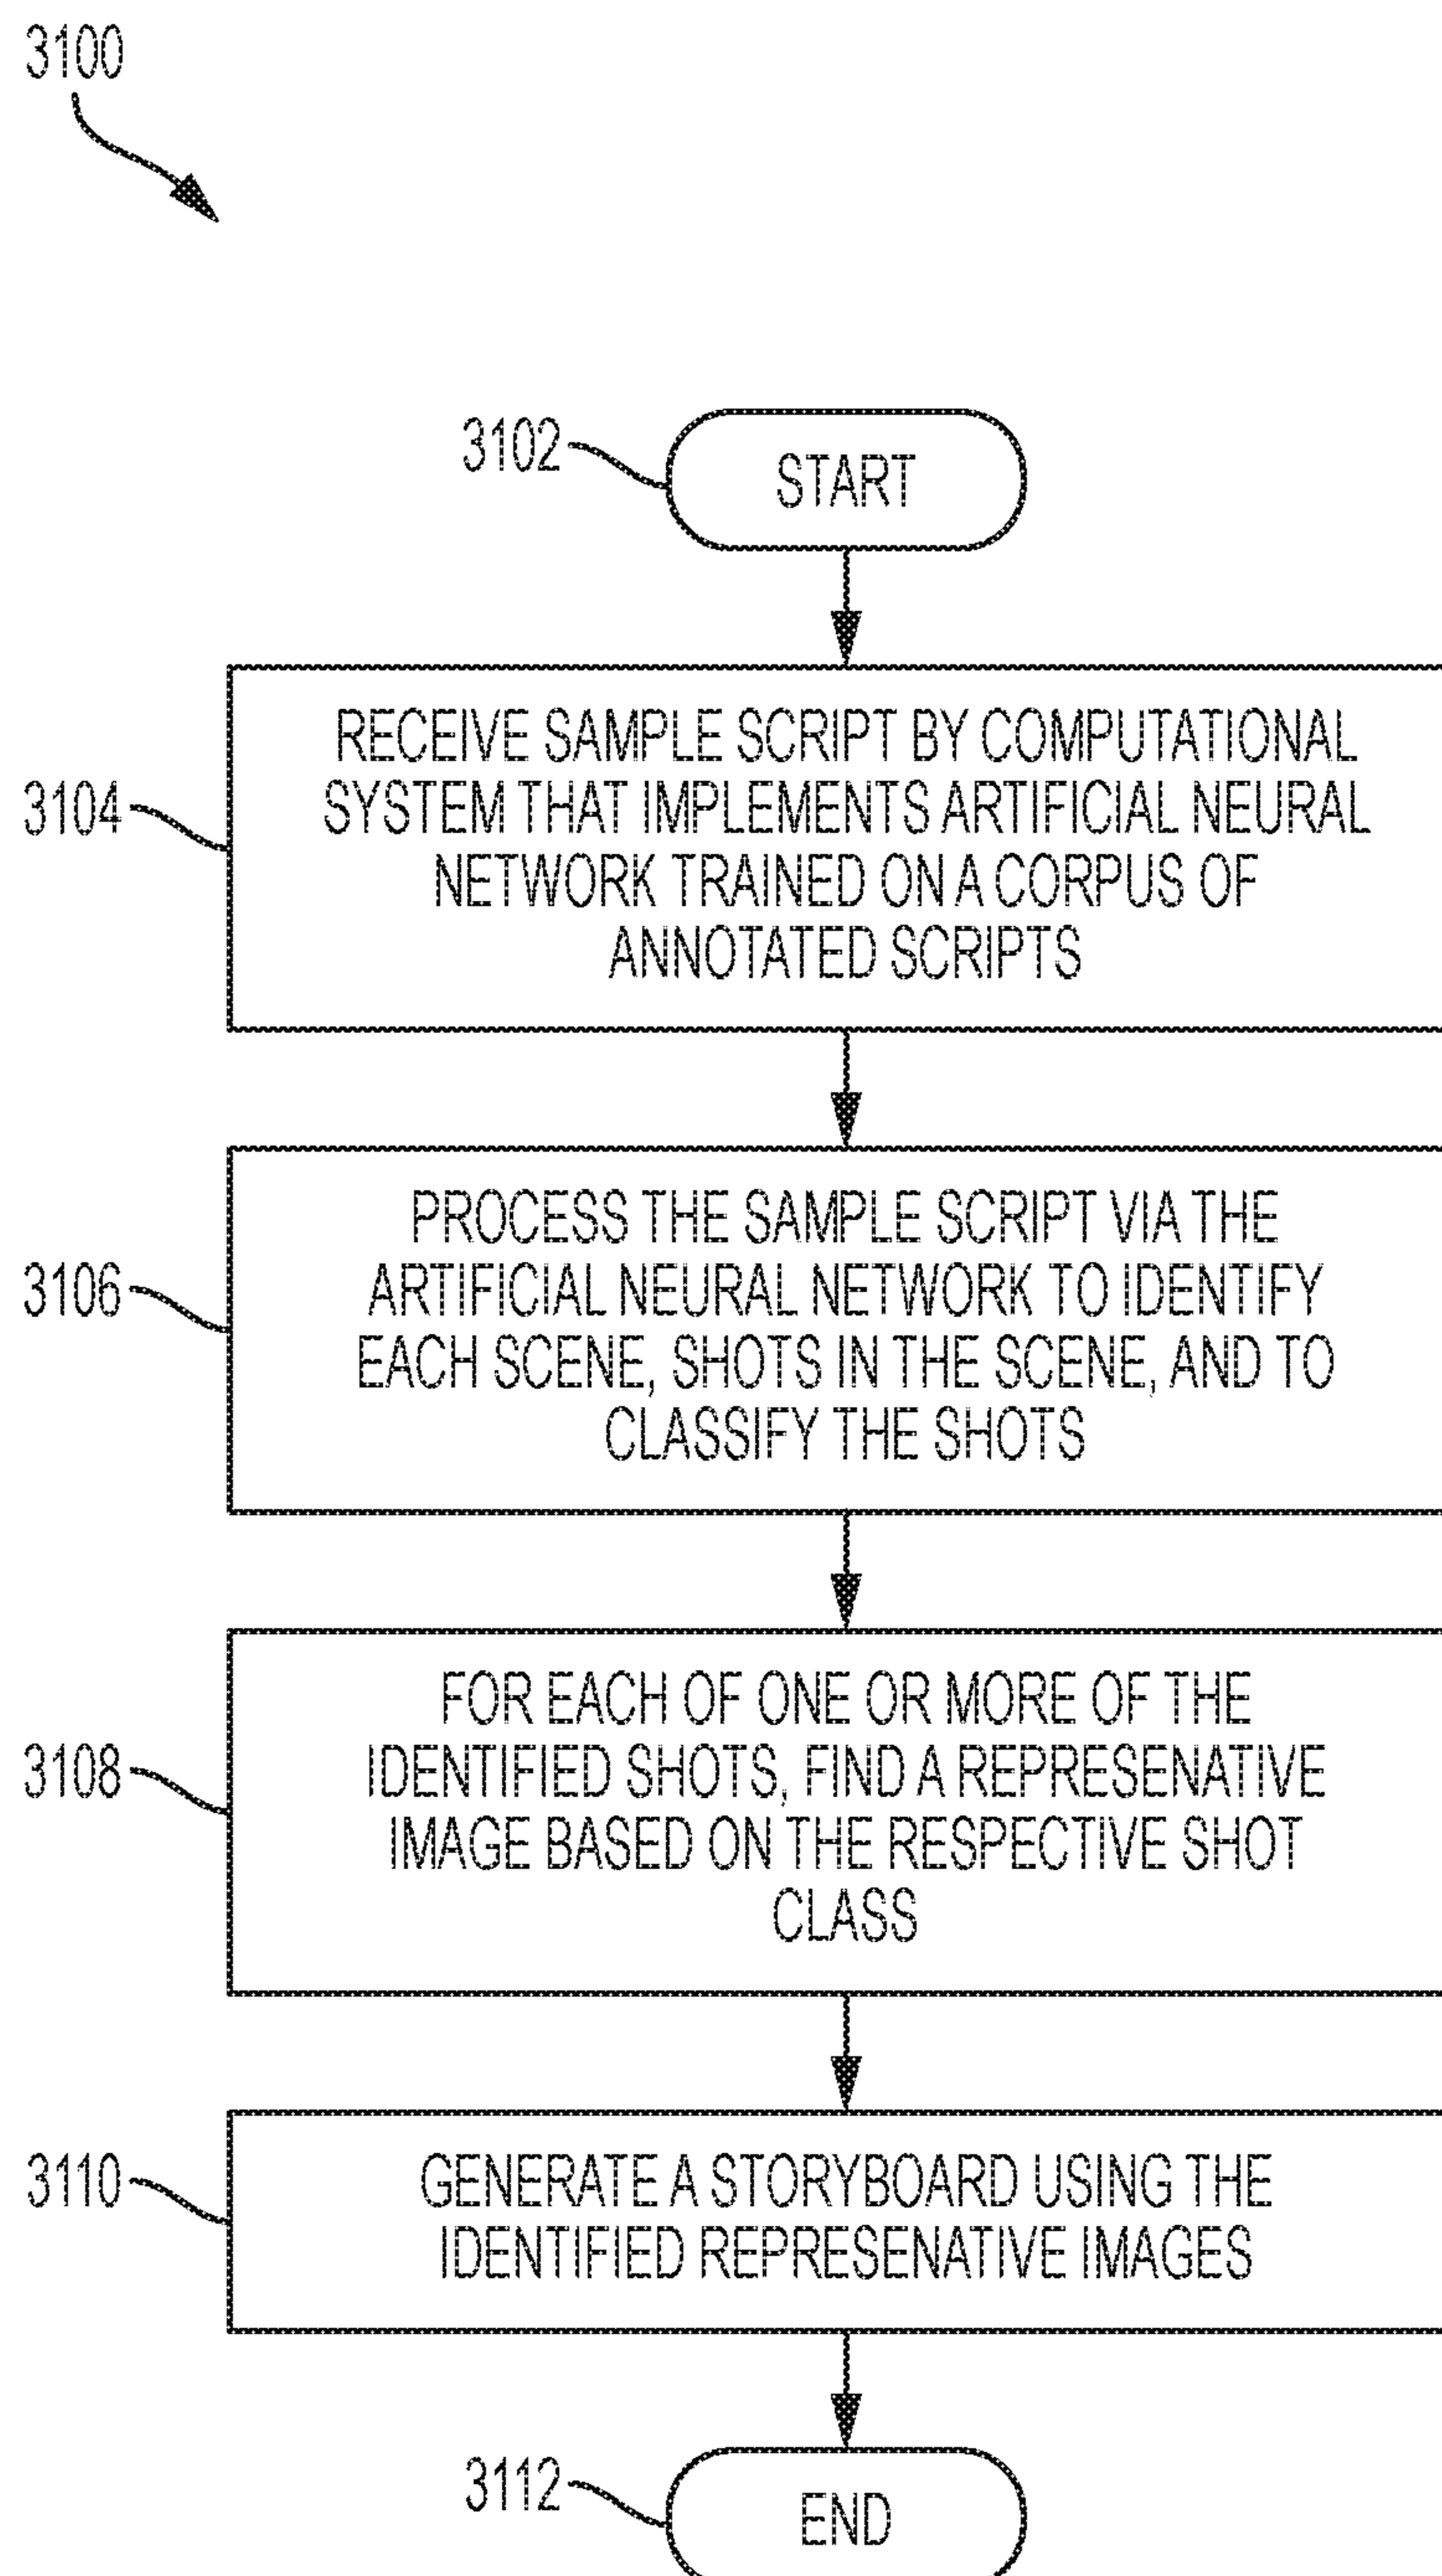 3100
3102
START
3104
RECEIVE SAMPLE SCRIPT BY COMPUTATIONAL
SYSTEM THAT IMPLEMENTS ARTIFICIAL NEURAL
NETWORK TRAINED ON A CORPUS OF
ANNOTATED SCRIPTS
3106
PROCESS THE SAMPLE SCRIPT VIA THE
ARTIFICIAL NEURAL NETWORK TO IDENTIFY
EACH SCENE, SHOTS IN THE SCENE, AND TO
CLASSIFY THE SHOTS
3108
FOR EACH OF ONE OR MORE OF THE
IDENTIFIED SHOTS, FIND A REPRESENATIVE
IMAGE BASED ON THE RESPECTIVE SHOT
CLASS
3110
GENERATE A STORYBOARD USING THE
IDENTIFIED REPRESENATIVE IMAGES
3112
END